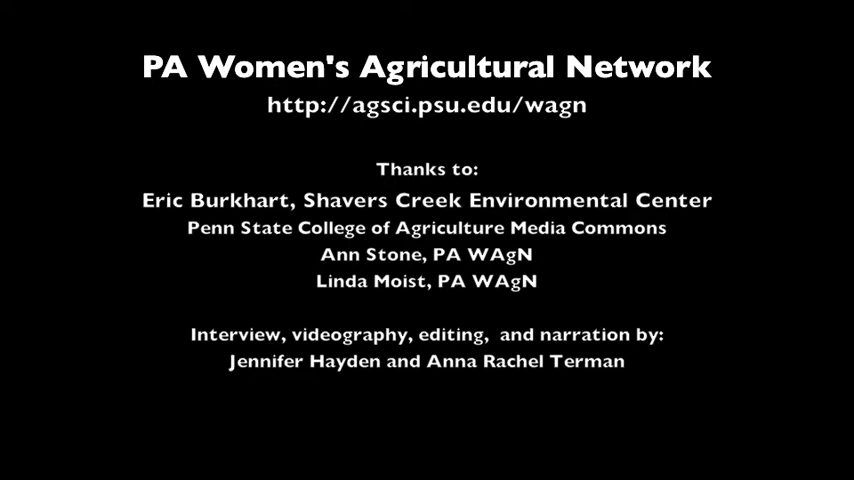 PA Women's Agricultural Network
http://agsci.psu.edu/wagn
Thanks to:
Eric Burkhart, Shavers Creek Environmental Center
Penn State College of Agriculture Media Commons
Ann Stone, PA WAgN
Linda Moist, PA WAgN
Interview, videography, editing, and narration by:
Jennifer Hayden and Anna Rachel Terman